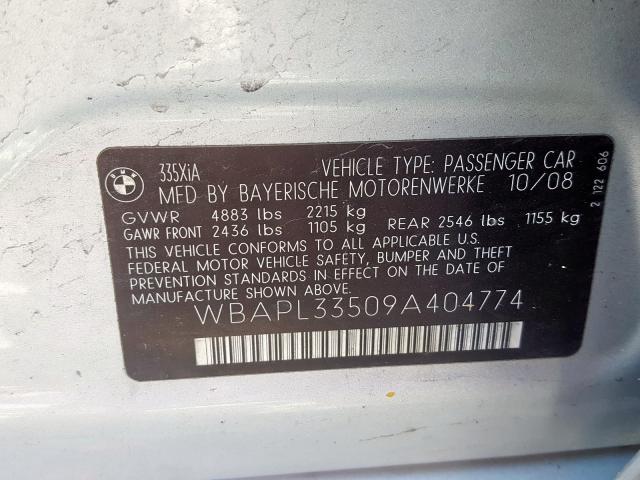 BMW
335XiA VEHICLE TYPE: PASSENGER CAR
MFD BY BAYERISCHE MOTORENWERKE 10/08
GVWR 4883 lbs 2215 kg
GAWR FRONT 2436 lbs 1105 kg REAR 2546 lbs 1155 kg
THIS VEHICLE CONFORMS TO ALL APPLICABLE U.S.
FEDERAL MOTOR VEHICLE SAFETY, BUMPER AND THEFT
PREVENTION STANDARDS IN EFFECT ON THE DATE OF
MANUFACTURE SHOWN ABOVE.
WBAPL33509A404774
2 122 606